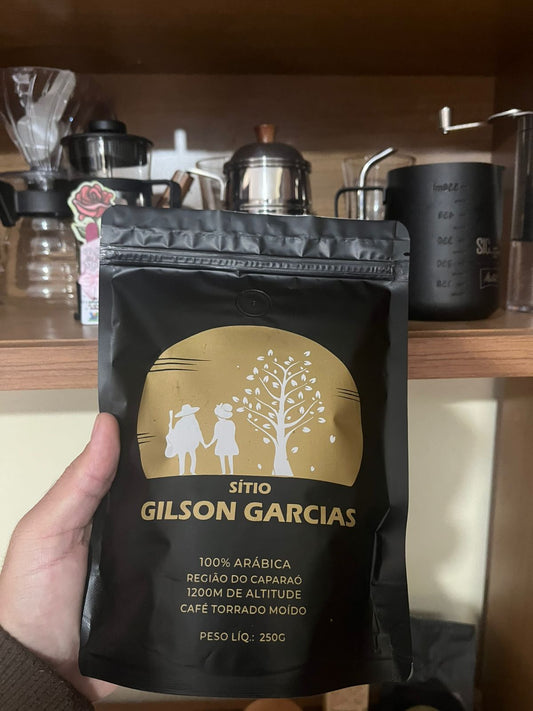 SÍTIO
GILSON GARCIAS
100% ARÁBICA
REGIÃO DO CAPARAÓ
1200M DE ALTITUDE
CAFÉ TORRADO MOÍDO
PESO LÍQ.: 250G